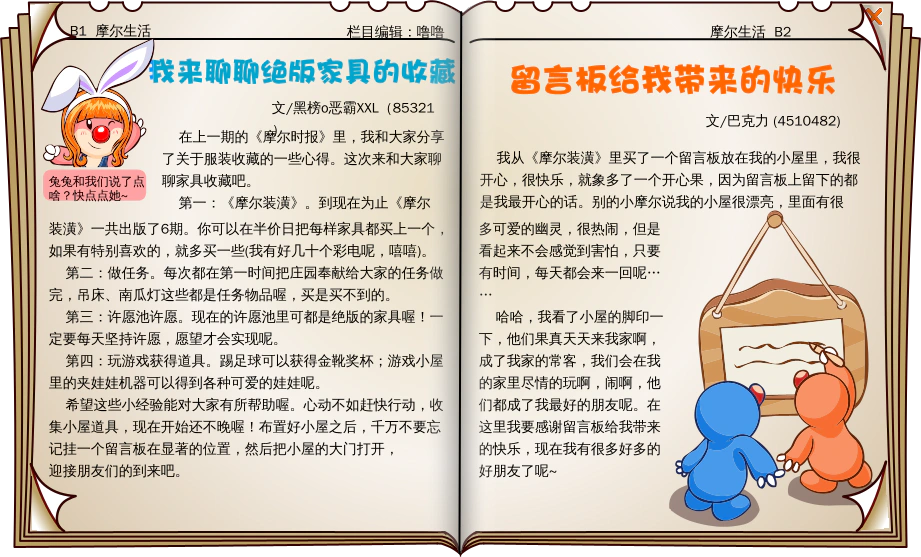 B1 摩尔生活
栏目编辑：噜噜
我来聊聊绝版家具的收藏
文/黑榜o恶霸XXL（85321
在上一期的《摩尔时报》里，我和大家分享
了关于服装收藏的一些心得。这次来和大家聊
聊家具收藏吧。
第一：《摩尔装潢》。到现在为止《摩尔
兔兔和我们说了点
啥？快点点她~
装潢》一共出版了6期。你可以在半价日把每样家具都买上一个，
如果有特别喜欢的，就多买一些(我有好几十个彩电呢，嘻嘻)。
第二：做任务。每次都在第一时间把庄园奉献给大家的任务做
完，吊床、南瓜灯这些都是任务物品喔，买是买不到的。
第三：许愿池许愿。现在的许愿池里可都是绝版的家具喔！一
定要每天坚持许愿，愿望才会实现呢。
第四：玩游戏获得道具。踢足球可以获得金靴奖杯；游戏小屋
里的夹娃娃机器可以得到各种可爱的娃娃呢。
希望这些小经验能对大家有所帮助喔。心动不如赶快行动，收
集小屋道具，现在开始还不晚喔！布置好小屋之后，千万不要忘
记挂一个留言板在显著的位置，然后把小屋的大门打开，
迎接朋友们的到来吧。
摩尔生活 B2
留言板给我带来的快乐
文/巴克力 (4510482)
我从《摩尔装潢》里买了一个留言板放在我的小屋里，我很
开心，很快乐，就象多了一个开心果，因为留言板上留下的都
是我最开心的话。别的小摩尔说我的小屋很漂亮，里面有很
多可爱的幽灵，很热闹，但是
看起来不会感觉到害怕，只要
有时间，每天都会来一回呢…
…
哈哈，我看了小屋的脚印一
下，他们果真天天来我家啊，
成了我家的常客，我们会在我
的家里尽情的玩啊，闹啊，他
们都成了我最好的朋友呢。在
这里我要感谢留言板给我带来
的快乐，现在我有很多好多的
好朋友了呢~